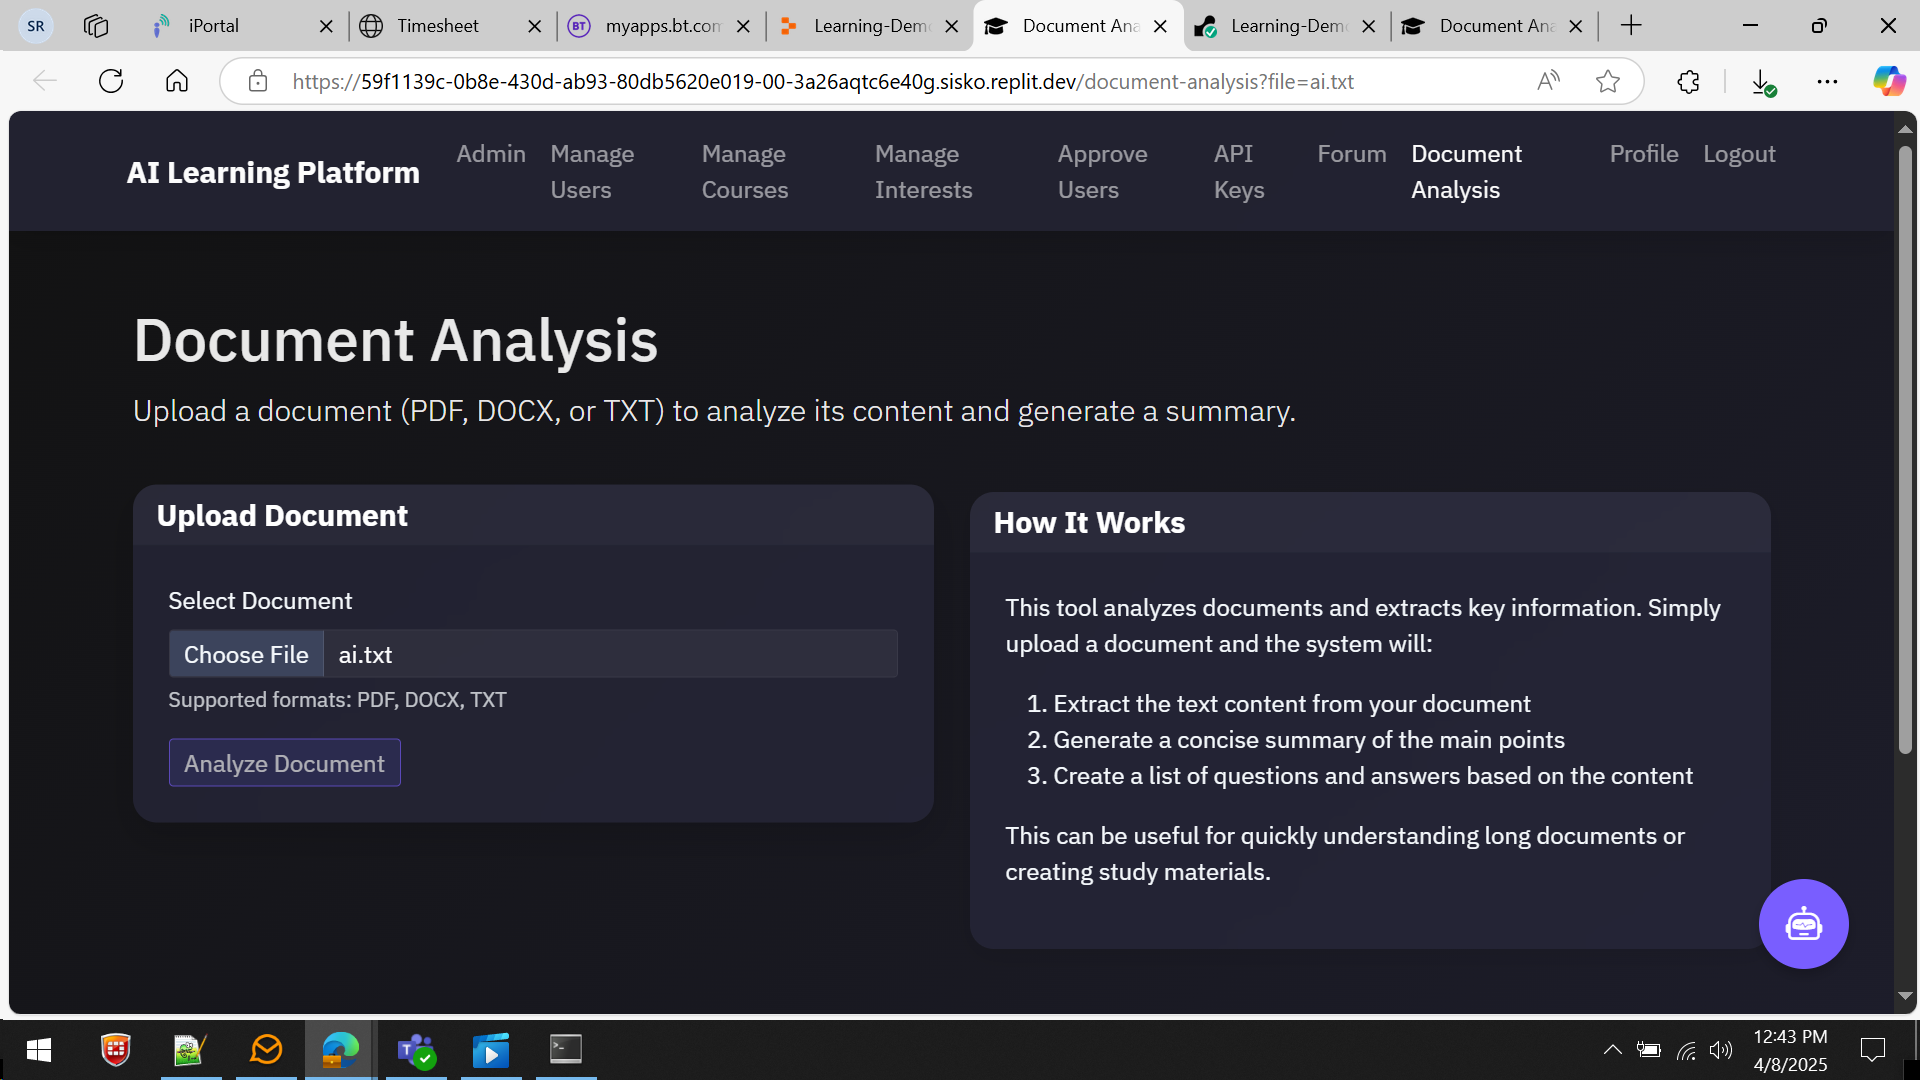 SR
iPortal
Timesheet
BT
myapps.bt.com
Learning-Dem
Document Ana
Learning-Dem
Document Ana
https://59f1139c-0b8e-430d-ab93-80db5620e019-00-3a26aqtc6e40g.sisko.replit.dev/document-analysis?file=ai.txt
AI Learning Platform
Admin
Manage Users
Manage Courses
Manage Interests
Approve Users
API Keys
Forum
Document Analysis
Profile
Logout
Document Analysis
Upload a document (PDF, DOCX, or TXT) to analyze its content and generate a summary.
Upload Document
Select Document
Choose File ai.txt
Supported formats: PDF, DOCX, TXT
Analyze Document
How It Works
This tool analyzes documents and extracts key information. Simply
upload a document and the system will:
1. Extract the text content from your document
2. Generate a concise summary of the main points
3. Create a list of questions and answers based on the content
This can be useful for quickly understanding long documents or
creating study materials.
12:43 PM
4/8/2025